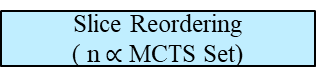 Slice Reordering
( n ∝ MCTS Set)